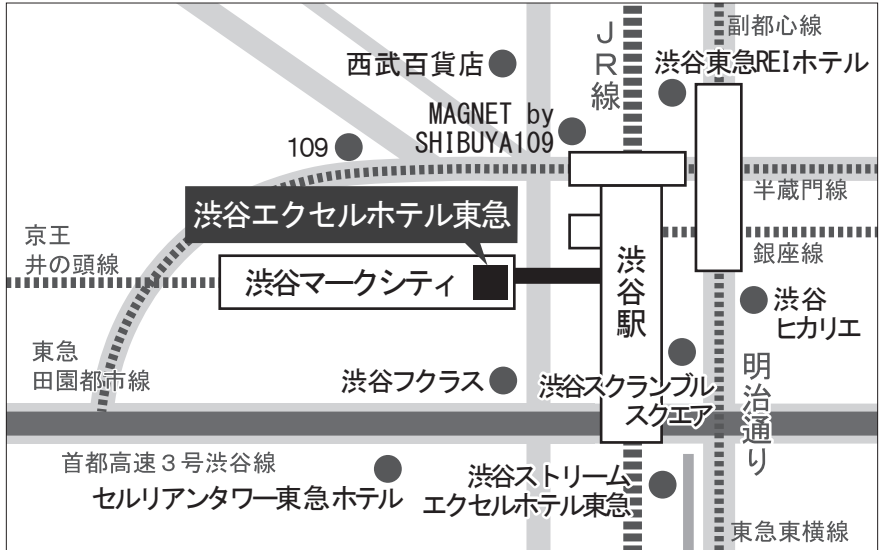 副都心線
JR線
西武百貨店
渋谷東急REIホテル
MAGNET by
SHIBUYA109
109
半蔵門線
渋谷エクセルホテル東急
京王
井の頭線
銀座線
渋谷マークシティ
渋谷駅
渋谷
ヒカリエ
東急
田園都市線
渋谷フクラス
渋谷スクランブル
スクエア
明治通り
首都高速3号渋谷線
セルリアンタワー東急ホテル
渋谷ストリーム
エクセルホテル東急
東急東横線